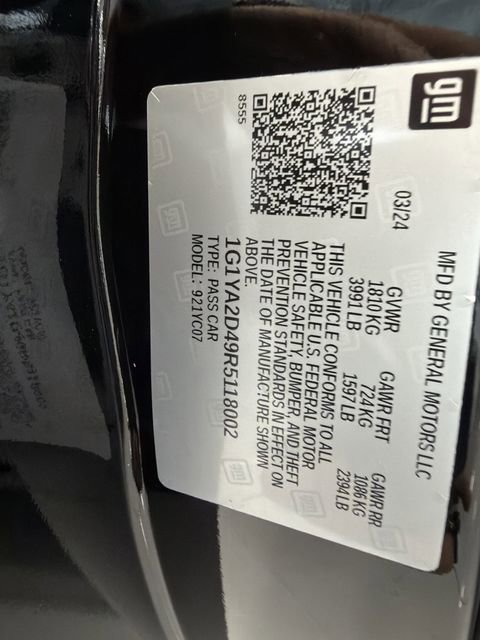 gm
MFD BY GENERAL MOTORS LLC
03/24
GVWR GAWR FRT GAWR RR
1810 KG 724 KG 1086 KG
3991 LB 1597 LB 2394 LB
THIS VEHICLE CONFORMS TO ALL
APPLICABLE U.S. FEDERAL MOTOR
VEHICLE SAFETY, BUMPER, AND THEFT
PREVENTION STANDARDS IN EFFECT ON
THE DATE OF MANUFACTURE SHOWN
ABOVE.
8555
1G1YA2D49R5118002
TYPE: PASS CAR
MODEL: 921YC07